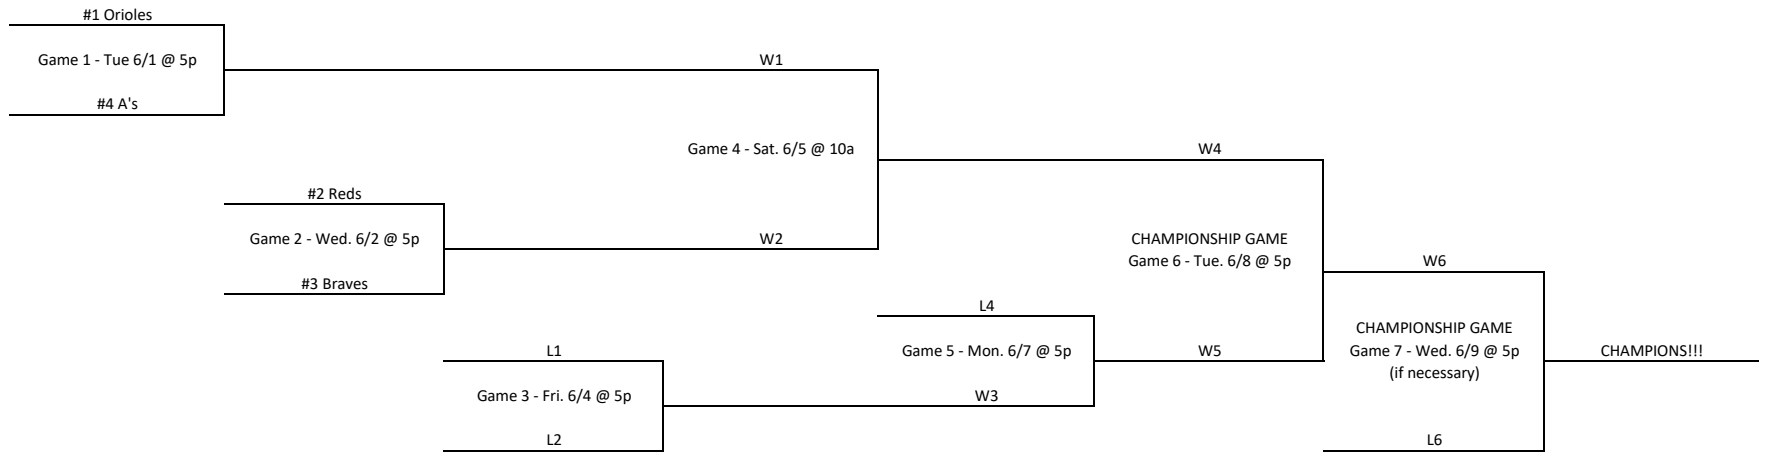 #1 Orioles
Game 1 - Tue 6/1 @ 5p
W1
#4 A's
Game 4 - Sat. 6/5 @ 10a
W4
#2 Reds
Game 2 - Wed. 6/2 @ 5p
W2
CHAMPIONSHIP GAME
Game 6 - Tue. 6/8 @ 5p
W6
#3 Braves
L4
CHAMPIONSHIP GAME
Game 7 - Wed. 6/9 @ 5p
(if necessary)
CHAMPIONS!!!
L1
Game 5 - Mon. 6/7 @ 5p
W5
Game 3 - Fri. 6/4 @ 5p
W3
L2
L6